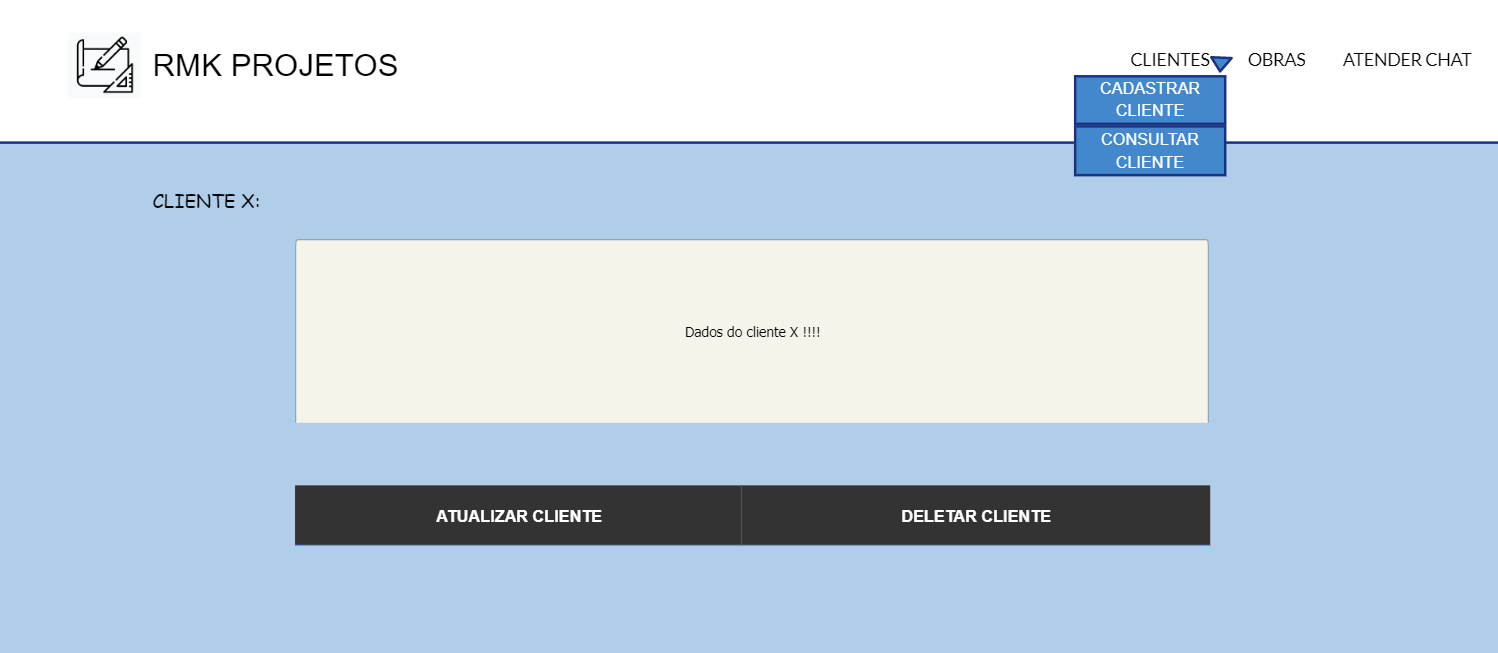 RMK PROJETOS
CLIENTES
OBRAS
ATENDER CHAT
CADASTRAR
CLIENTE
CONSULTAR
CLIENTE
CLIENTE X:
Dados do cliente X !!!!
ATUALIZAR CLIENTE
DELETAR CLIENTE